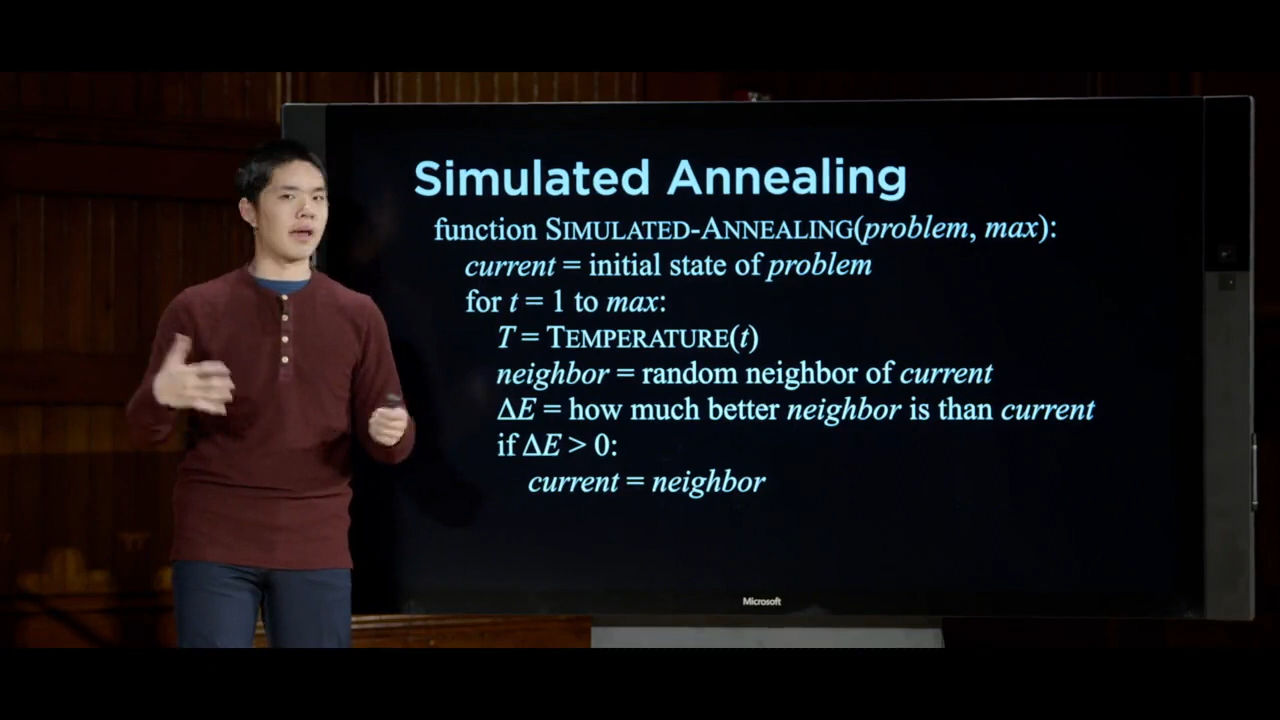 Simulated Annealing
function SIMULATED-ANNEALING(problem, max):
current = initial state of problem
for t = 1 to max:
T = TEMPERATURE(t)
neighbor = random neighbor of current
ΔE = how much better neighbor is than current
if ΔE > 0:
current = neighbor
Microsoft